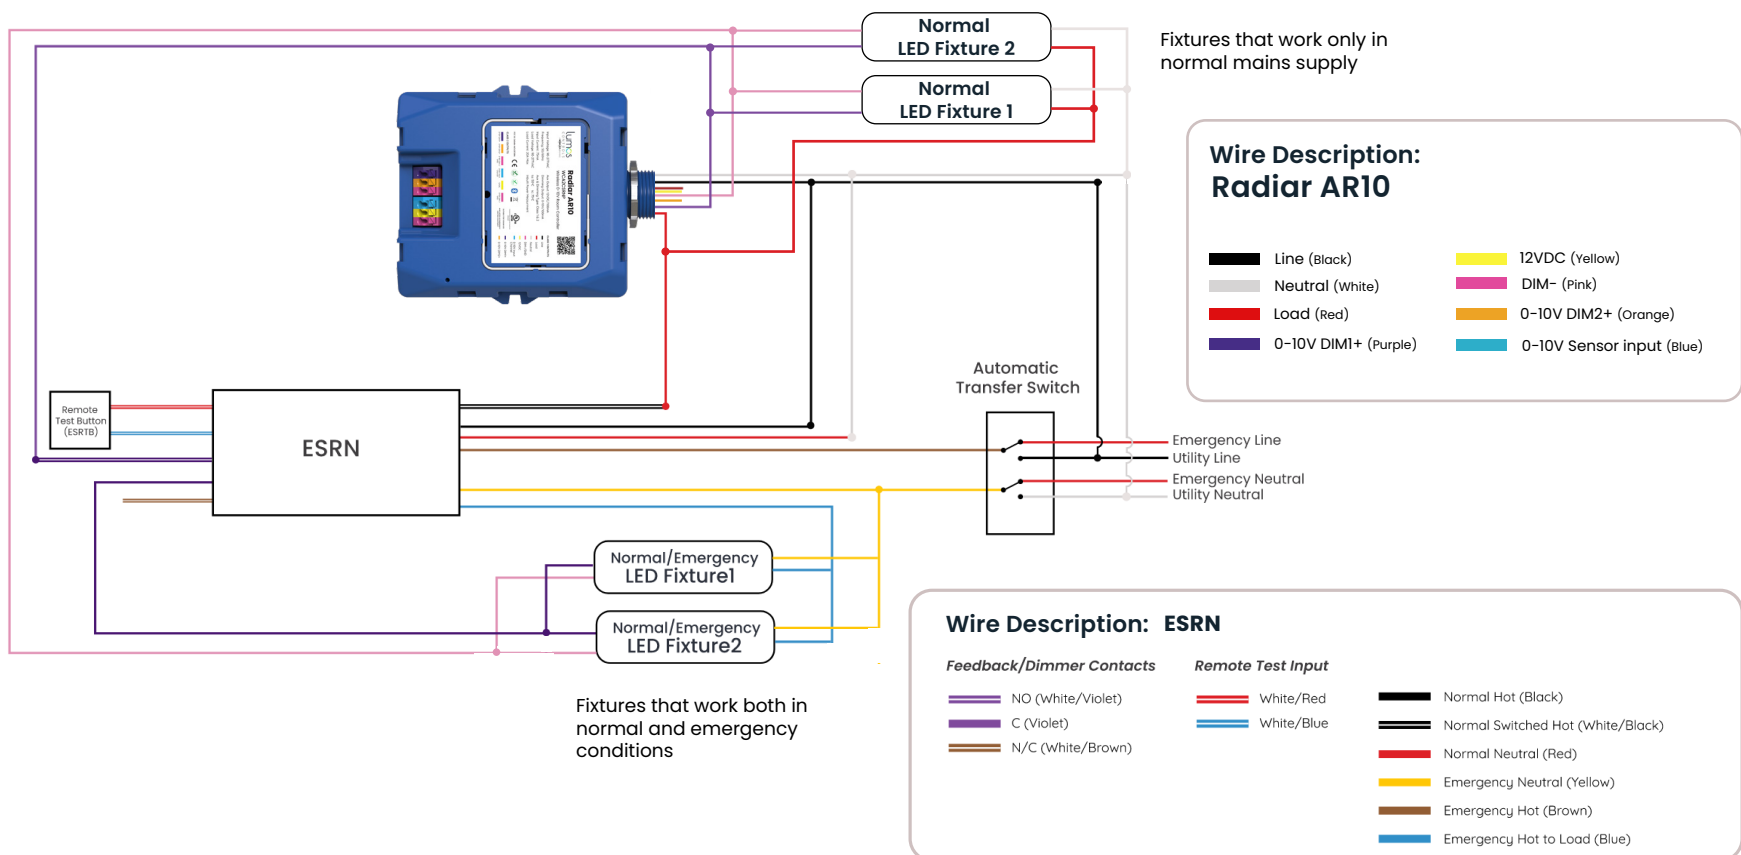 Normal
LED Fixture 2
Normal
LED Fixture 1
Fixtures that work only in
normal mains supply
Radiar AR10
Wire Description:
Radiar AR10
Line (Black)
Neutral (White)
Load (Red)
0-10V DIM1+ (Purple)
12VDC (Yellow)
DIM- (Pink)
0-10V DIM2+ (Orange)
0-10V Sensor input (Blue)
Automatic
Transfer Switch
Remote
Test Button
(ESRTB)
ESRN
Emergency Line
Utility Line
Emergency Neutral
Utility Neutral
Normal/Emergency
LED Fixture1
Normal/Emergency
LED Fixture2
Fixtures that work both in
normal and emergency
conditions
Wire Description: ESRN
Feedback/Dimmer Contacts
NO (White/Violet)
C (Violet)
N/C (White/Brown)
Remote Test Input
White/Red
White/Blue
Normal Hot (Black)
Normal Switched Hot (White/Black)
Normal Neutral (Red)
Emergency Neutral (Yellow)
Emergency Hot (Brown)
Emergency Hot to Load (Blue)